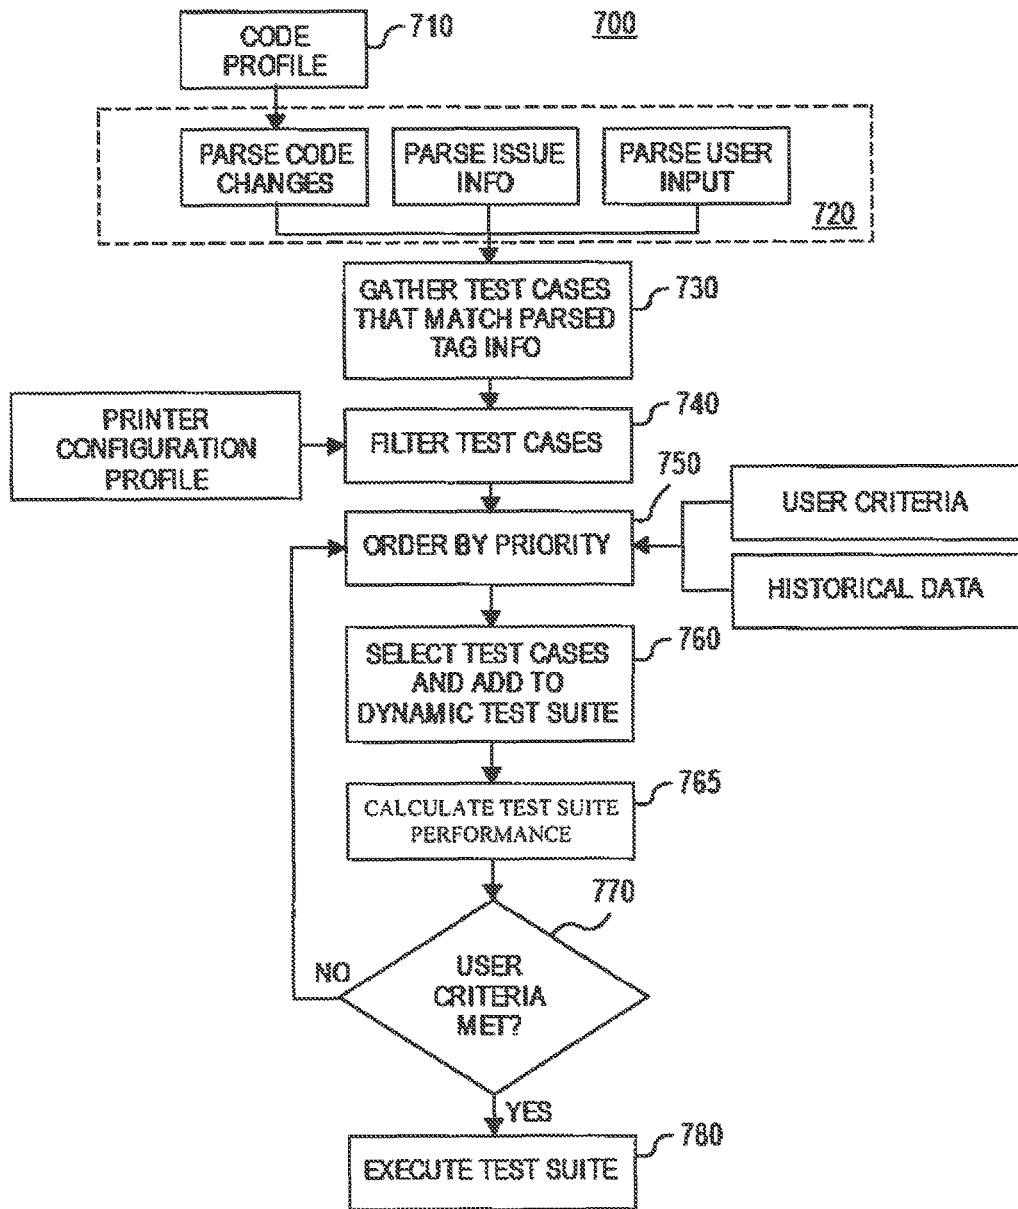 CODE
PROFILE
710
700
PARSE CODE
CHANGES
PARSE ISSUE
INFO
PARSE USER
INPUT
720
GATHER TEST CASES
THAT MATCH PARSED
TAG INFO
730
PRINTER
CONFIGURATION
PROFILE
FILTER TEST CASES
740
ORDER BY PRIORITY
750
USER CRITERIA
HISTORICAL DATA
SELECT TEST CASES
AND ADD TO
DYNAMIC TEST SUITE
760
CALCULATE TEST SUITE
PERFORMANCE
765
770
USER
CRITERIA
MET?
NO
YES
EXECUTE TEST SUITE
780